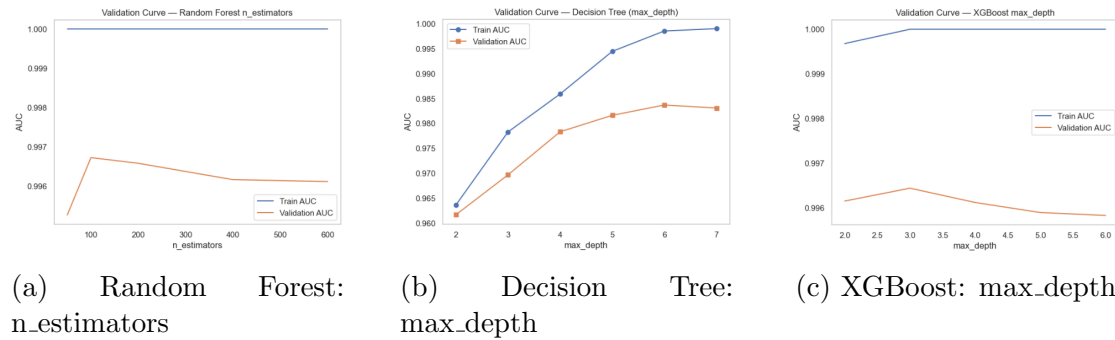 Validation Curve — Random Forest n_estimators
1.000
0.999
0.998
0.997
0.996
AUC
Train AUC
Validation AUC
100
200
300
400
500
600
n_estimators
Validation Curve — Decision Tree (max_depth)
1.000
0.995
0.990
0.985
0.980
0.975
0.970
0.965
0.960
AUC
Train AUC
Validation AUC
2
3
4
5
6
7
max_depth
Validation Curve — XGBoost max_depth
1.000
0.999
0.998
0.997
0.996
AUC
Train AUC
Validation AUC
2.0
2.5
3.0
3.5
4.0
4.5
5.0
5.5
6.0
max_depth
(a) Random Forest:
n_estimators
(b) Decision Tree:
max_depth
(c) XGBoost: max_depth